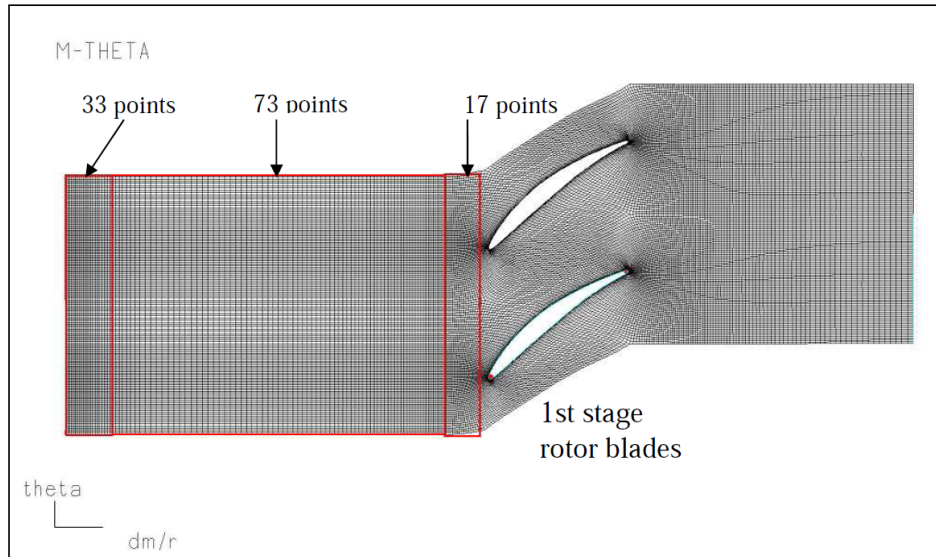 M-THETA
33 points
73 points
17 points
1st stage
rotor blades
theta
dm/r